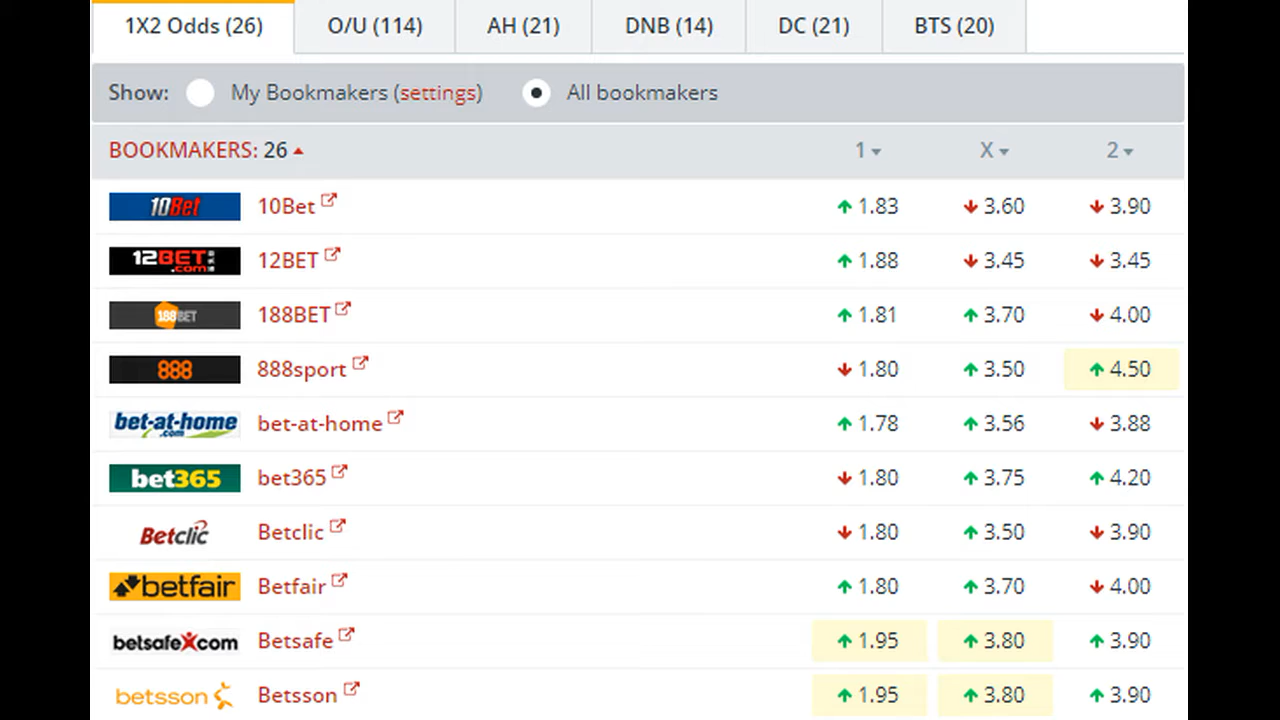 1X2 Odds (26) O/U (114) AH (21) DNB (14) DC (21) BTS (20)
Show: My Bookmakers (settings) All bookmakers
BOOKMAKERS: 26 1 X 2
10Bet 10Bet 1.83 3.60 3.90
12BET.com 12BET 1.88 3.45 3.45
188BET 188BET 1.81 3.70 4.00
888 888sport 1.80 3.50 4.50
bet-at-home.com bet-at-home 1.78 3.56 3.88
bet365 bet365 1.80 3.75 4.20
Betclic Betclic 1.80 3.50 3.90
betfair Betfair 1.80 3.70 4.00
betsafe.com Betsafe 1.95 3.80 3.90
betsson Betsson 1.95 3.80 3.90